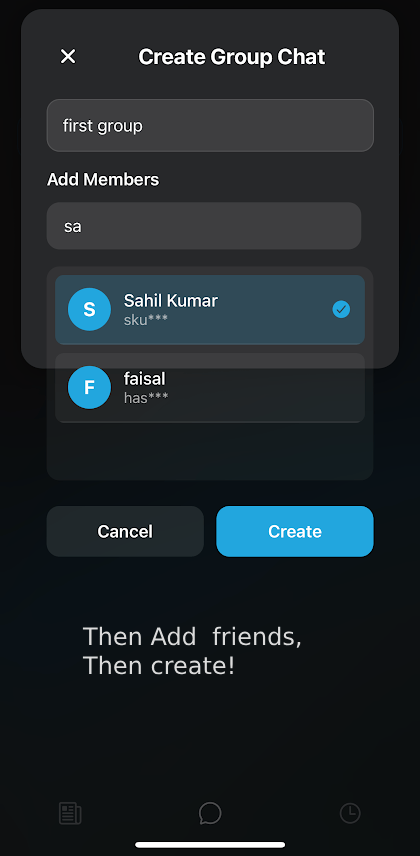 Create Group Chat
first group
Add Members
sa
S
Sahil Kumar
sku***
F
faisal
has***
Cancel
Create
Then Add friends,
Then create!